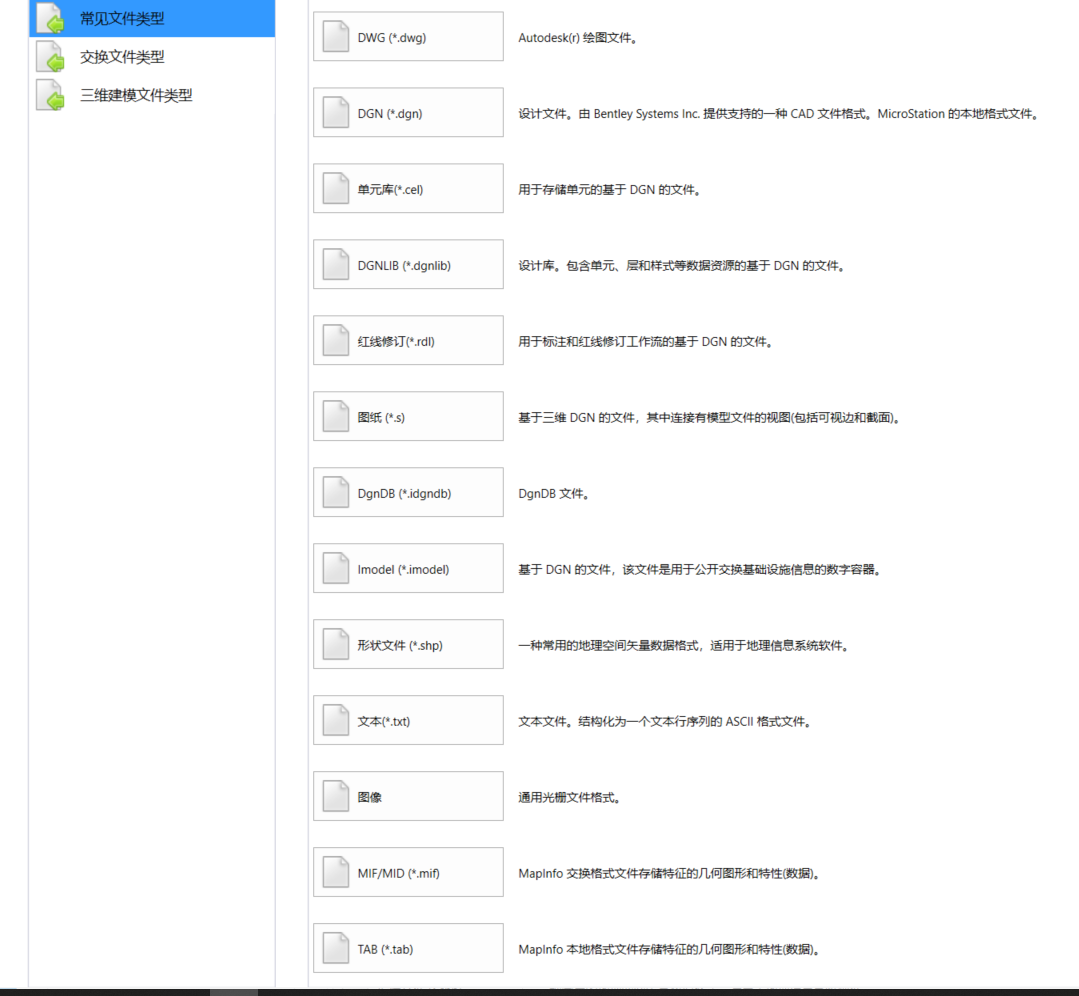 常见文件类型
交换文件类型
三维建模文件类型
DWG (*.dwg) Autodesk(r) 绘图文件。
DGN (*.dgn) 设计文件。由 Bentley Systems Inc. 提供支持的一种 CAD 文件格式。MicroStation 的本地格式文件。
单元库(*.cel) 用于存储单元的基于 DGN 的文件。
DGNLIB (*.dgnlib) 设计库。包含单元、层和样式等数据资源的基于 DGN 的文件。
红线修订(*.rdl) 用于标注和红线修订工作流的基于 DGN 的文件。
图纸 (*.s) 基于三维 DGN 的文件，其中连接有模型文件的视图(包括可视边和截面)。
DgnDB (*.idgndb) DgnDB 文件。
Imodel (*.imodel) 基于 DGN 的文件，该文件是用于公开交换基础设施信息的数字容器。
形状文件 (*.shp) 一种常用的地理空间矢量数据格式，适用于地理信息系统软件。
文本(*.txt) 文本文件。结构化为一个文本行序列的 ASCII 格式文件。
图像 通用光栅文件格式。
MIF/MID (*.mif) MapInfo 交换格式文件存储特征的几何图形和特性(数据)。
TAB (*.tab) MapInfo 本地格式文件存储特征的几何图形和特性(数据)。